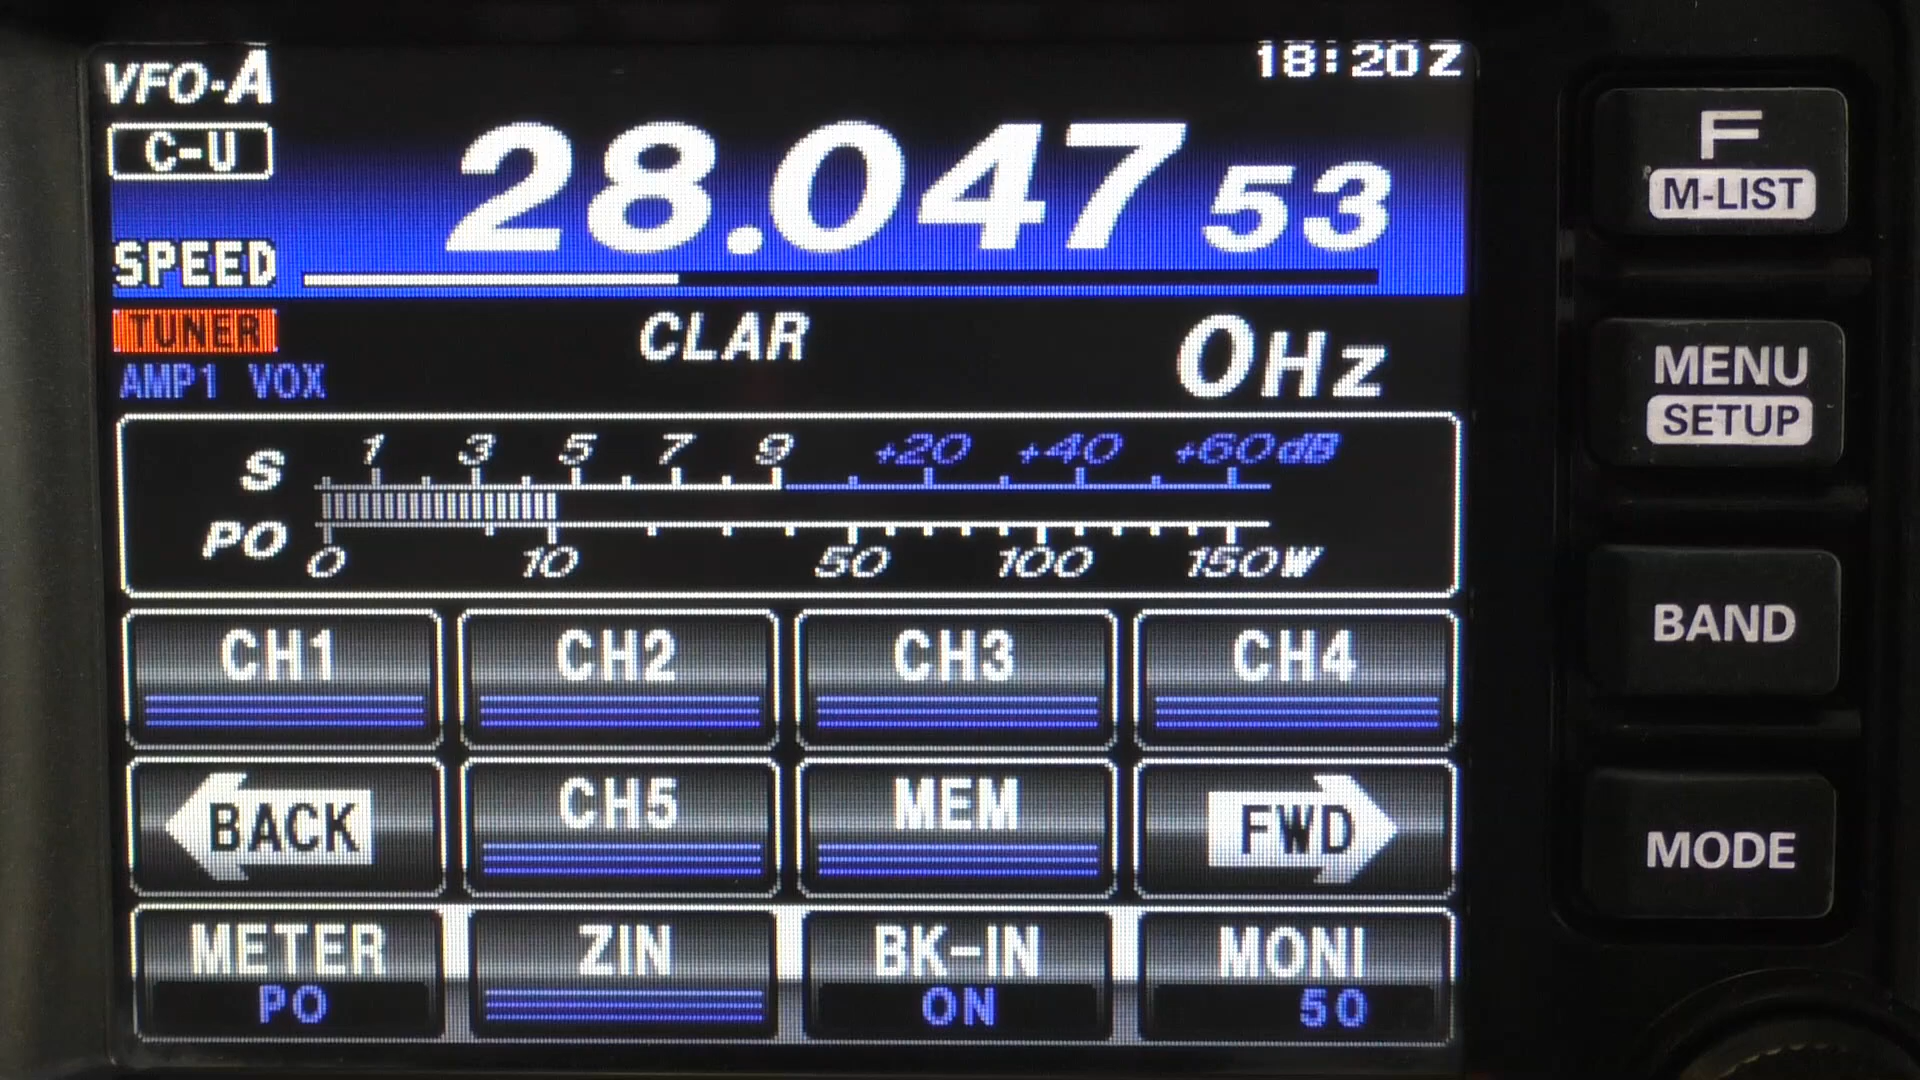 VFO-A
18:20Z
C-U
28.047 53
SPEED
TUNER
CLAR
0Hz
AMP1 VOX
S 1 3 5 7 9 +20 +40 +60dB
PO 0 10 50 100 150W
CH1 CH2 CH3 CH4
BACK CH5 MEM FWD
METER ZIN BK-IN MONI
PO ON 50
F
M-LIST
MENU
SETUP
BAND
MODE